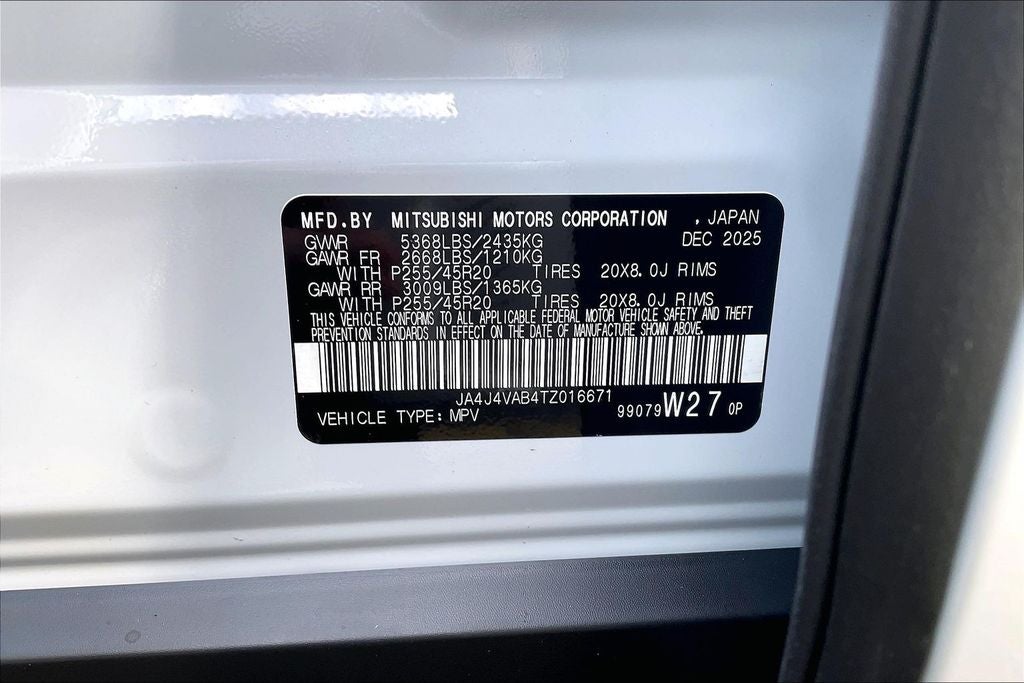 MFD.BY MITSUBISHI MOTORS CORPORATION , JAPAN
GVWR 5368LBS/2435KG DEC 2025
GAWR FR 2668LBS/1210KG
WITH P255/45R20 TIRES 20X8.0J RIMS
GAWR RR 3009LBS/1365KG
WITH P255/45R20 TIRES 20X8.0J RIMS
THIS VEHICLE CONFORMS TO ALL APPLICABLE FEDERAL MOTOR VEHICLE SAFETY AND THEFT
PREVENTION STANDARDS IN EFFECT ON THE DATE OF MANUFACTURE SHOWN ABOVE.
JA4J4VAB4TZ016671
VEHICLE TYPE: MPV 99079 W27 0P